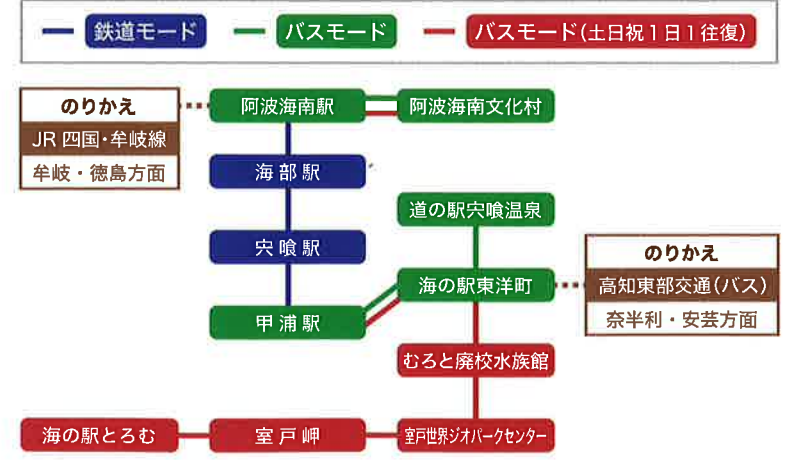 鉄道モード
バスモード
バスモード(土日祝1日1往復)
のりかえ
JR四国・牟岐線
牟岐・徳島方面
阿波海南駅
阿波海南文化村
海部駅
道の駅宍喰温泉
宍喰駅
海の駅東洋町
のりかえ
高知東部交通(バス)
奈半利・安芸方面
甲浦駅
むろと廃校水族館
海の駅とろむ
室戸岬
室戸世界ジオパークセンター